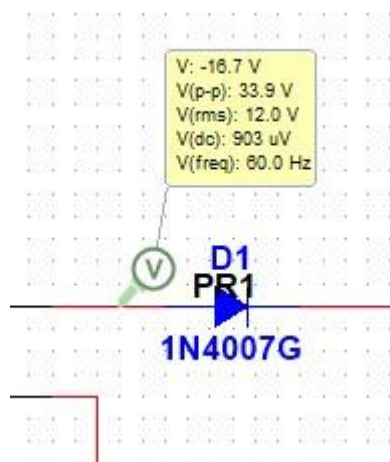 V: -16.7 V
V(p-p): 33.9 V
V(rms): 12.0 V
V(dc): 903 uV
V(freq): 60.0 Hz
V
D1
PR1
1N4007G